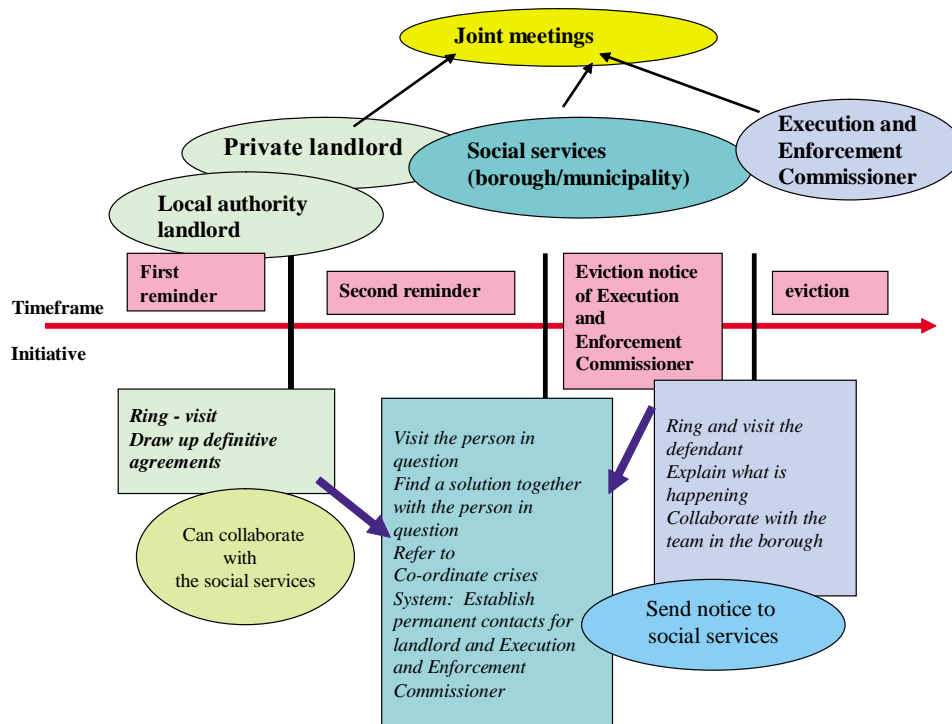 Joint meetings
Private landlord
Social services
(borough/municipality)
Execution and
Enforcement
Commissioner
Local authority
landlord
First
reminder
Second reminder
Eviction notice
of Execution
and
Enforcement
Commissioner
eviction
Timeframe
Initiative
Ring - visit
Draw up definitive
agreements
Can collaborate
with
the social services
Visit the person in
question
Find a solution together
with the person in
question
Refer to
Co-ordinate crises
System: Establish
permanent contacts for
landlord and Execution
and Enforcement
Commissioner
Ring and visit the
defendant
Explain what is
happening
Collaborate with the
team in the borough
Send notice to
social services